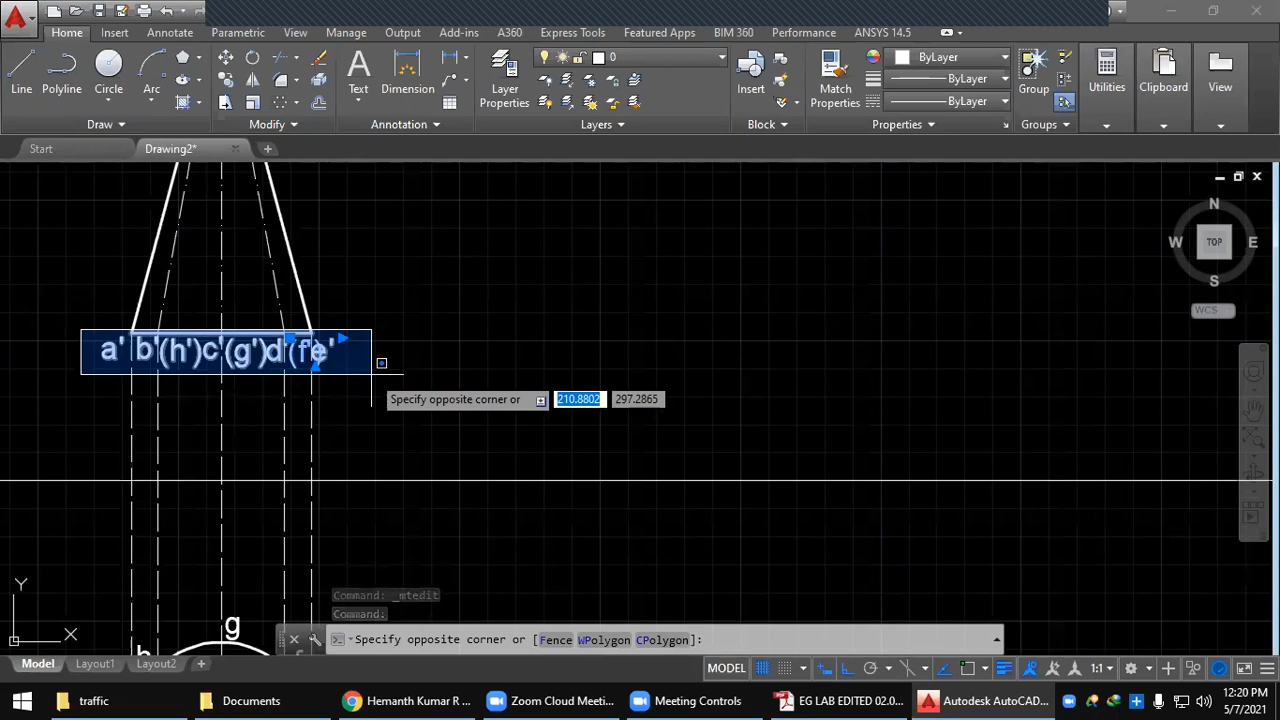 Home Insert Annotate Parametric View Manage Output Add-ins A360 Express Tools Featured Apps BIM 360 Performance ANSYS 14.5
Line Polyline Circle Arc Text Dimension Layer Properties 0 Insert Match Properties ByLayer Group Utilities Clipboard View
ByLayer
ByLayer
Draw Modify Annotation Layers Block Properties Groups
Start Drawing2*
N
W TOP E
S
WCS
a' b'(h')c'(g')d'(f')e'
Specify opposite corner or 210.8802 297.2865
Command: _mtedit
Command:
Y
X
g
h
Specify opposite corner or [Fence WPolygon CPolygon]:
Model Layout1 Layout2 + MODEL 1:1
traffic Documents Hemanth Kumar R ... Zoom Cloud Meeti... Meeting Controls EG LAB EDITED 02.0... Autodesk AutoCAD... 12:20 PM
5/7/2021